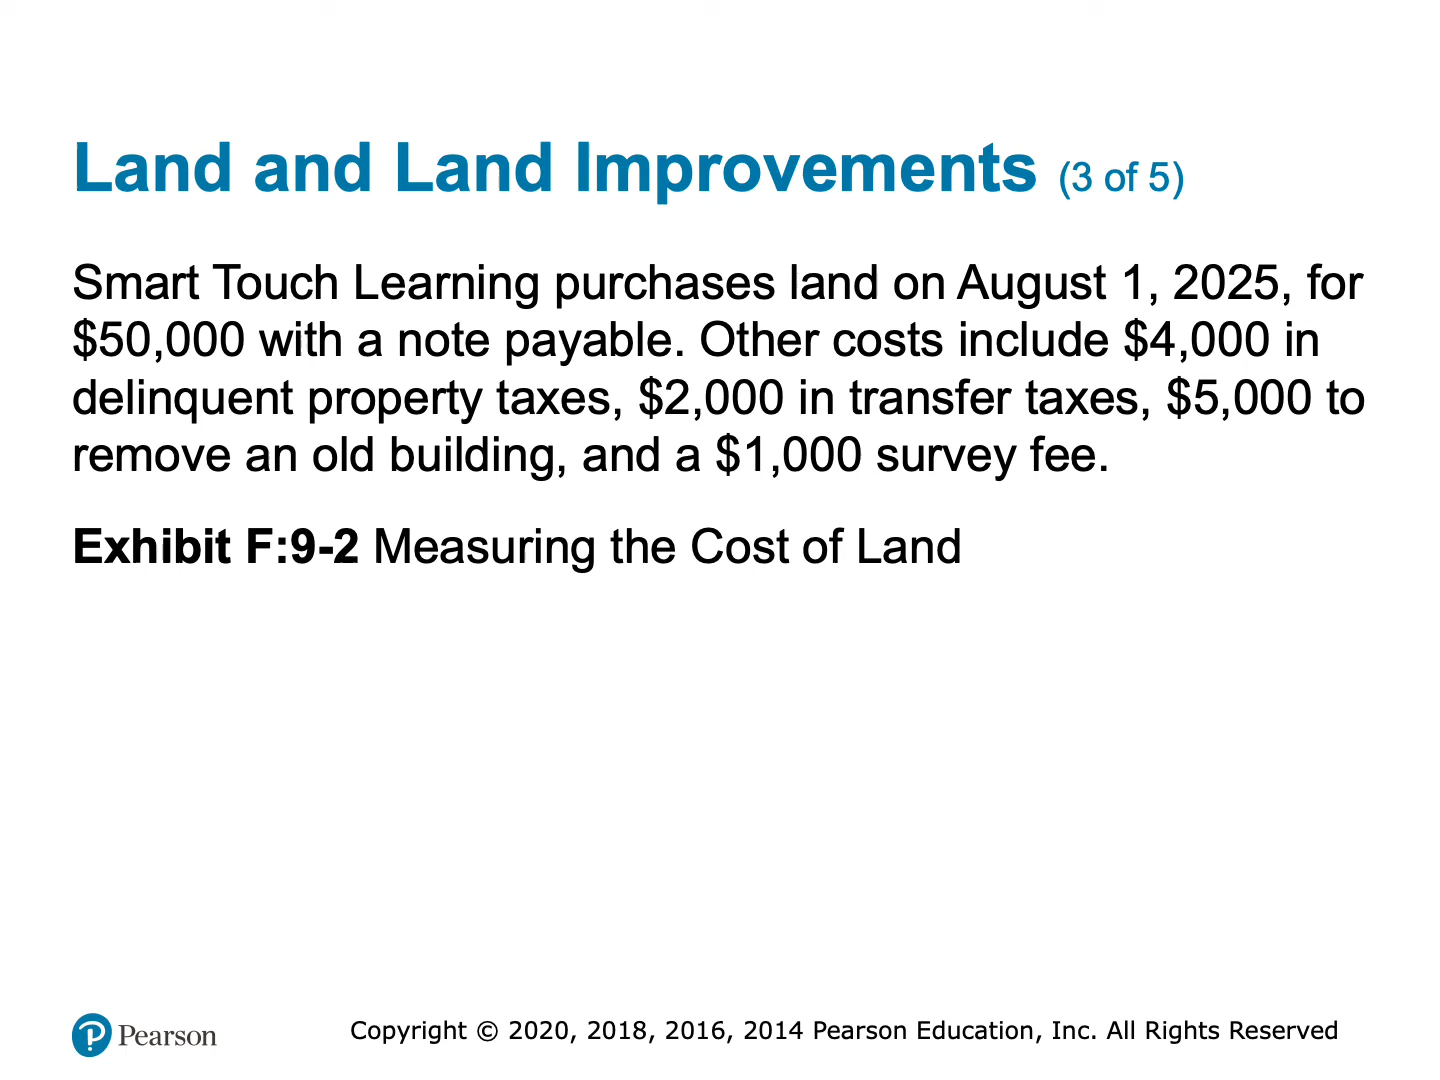 Land and Land Improvements (3 of 5)
Smart Touch Learning purchases land on August 1, 2025, for
$50,000 with a note payable. Other costs include $4,000 in
delinquent property taxes, $2,000 in transfer taxes, $5,000 to
remove an old building, and a $1,000 survey fee.
Exhibit F:9-2 Measuring the Cost of Land
Pearson
Copyright © 2020, 2018, 2016, 2014 Pearson Education, Inc. All Rights Reserved